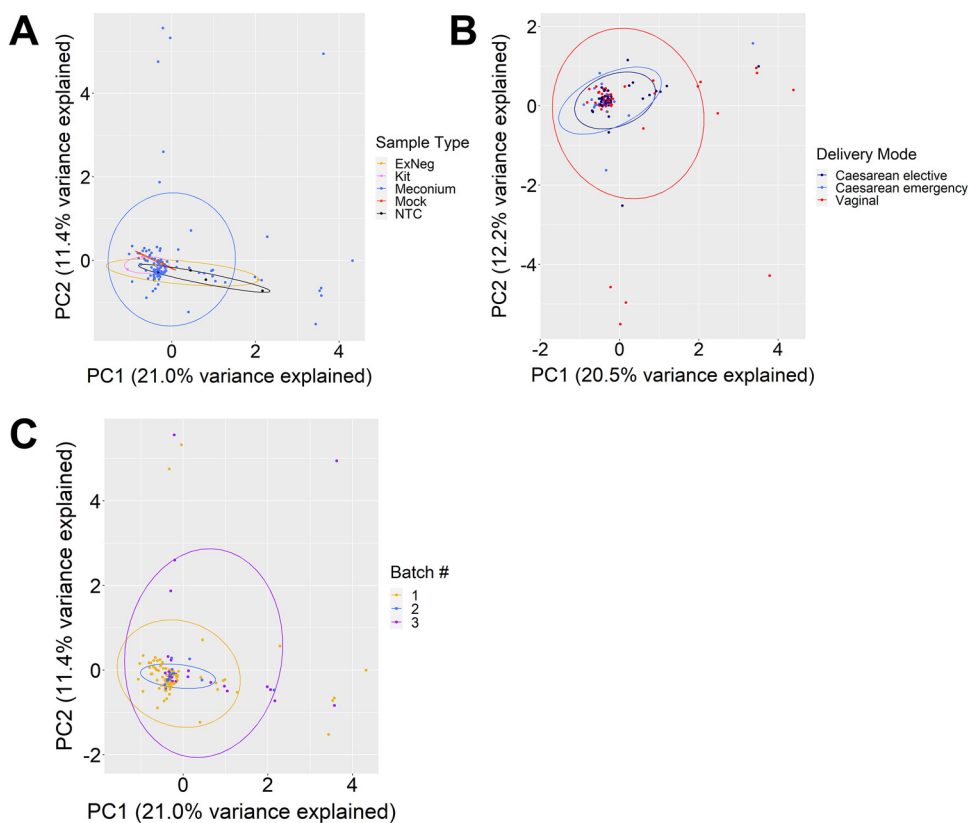 A
PC2 (11.4% variance explained)
4
2
0
0
2
4
PC1 (21.0% variance explained)
Sample Type
ExNeg
Kit
Meconium
Mock
NTC
B
PC2 (12.2% variance explained)
2
0
-2
-4
-2
0
2
4
PC1 (20.5% variance explained)
Delivery Mode
Caesarean elective
Caesarean emergency
Vaginal
C
PC2 (11.4% variance explained)
4
2
0
-2
0
2
4
PC1 (21.0% variance explained)
Batch #
1
2
3